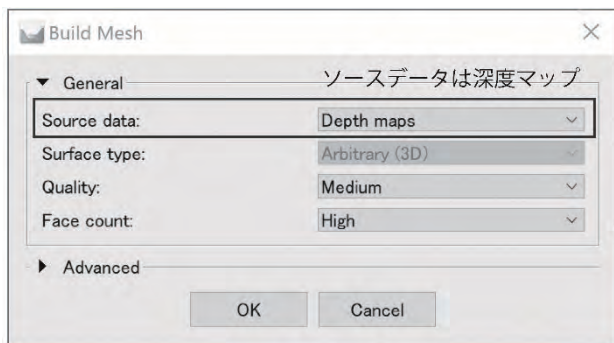 Build Mesh
General
ソースデータは深度マップ
Source data: Depth maps
Surface type: Arbitrary (3D)
Quality: Medium
Face count: High
Advanced
OK Cancel